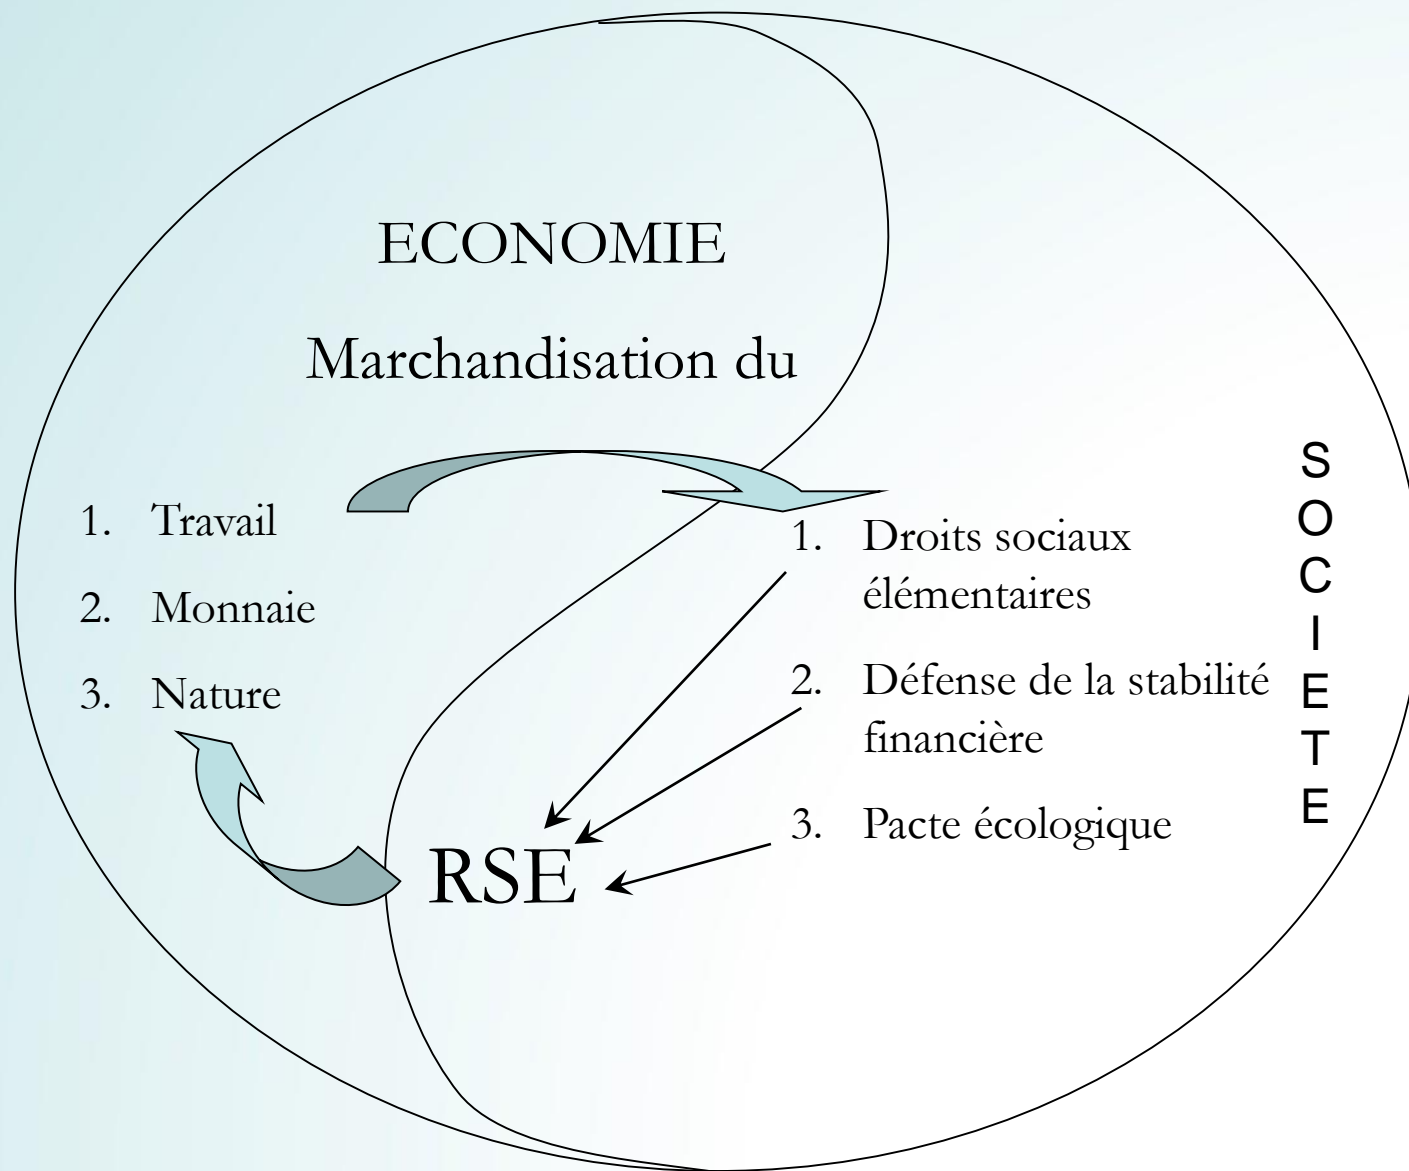 ECONOMIE
Marchandisation du
1. Travail
2. Monnaie
3. Nature
1. Droits sociaux
élémentaires
2. Défense de la stabilité
financière
3. Pacte écologique
RSE
S
O
C
I
E
T
E